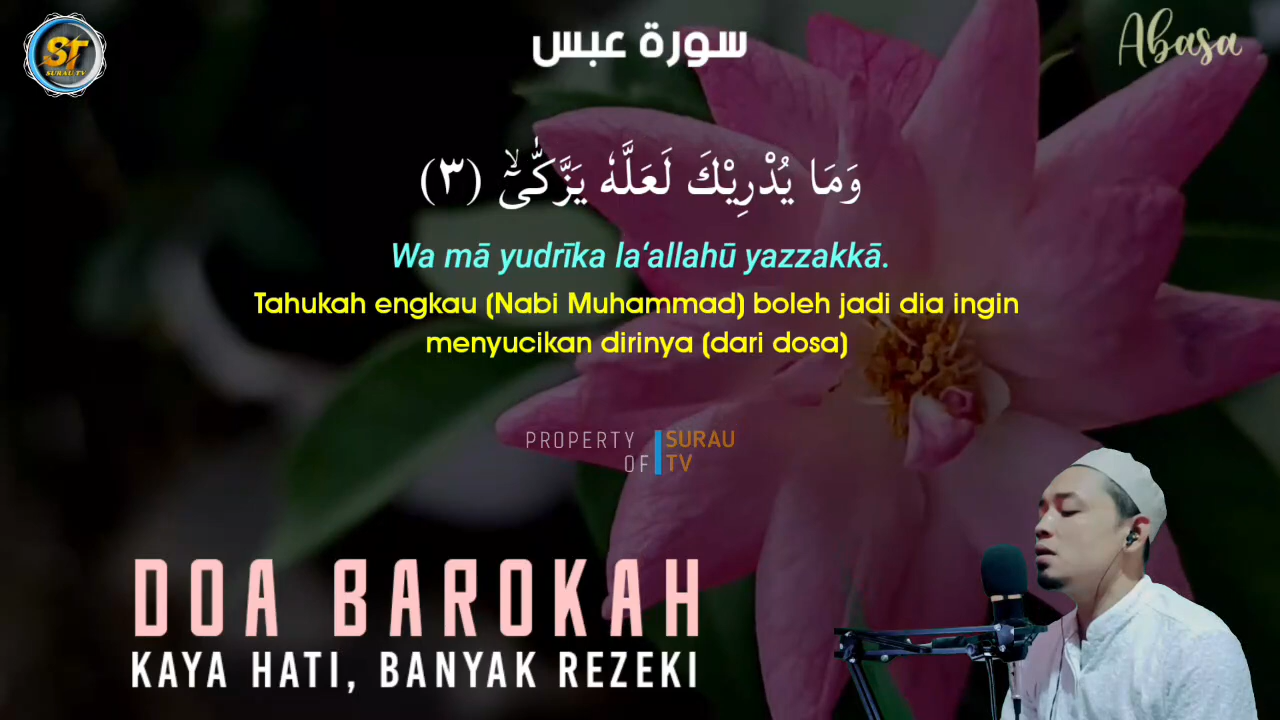 ST
SURAU TV
سورة عبس
Abasa
وَمَا يُدْرِيْكَ لَعَلَّهٗ يَزَّكّٰىٓۙ (٣)
Wa mā yudrīka la‘allahū yazzakkā.
Tahukah engkau (Nabi Muhammad) boleh jadi dia ingin
menyucikan dirinya (dari dosa)
PROPERTY OF
SURAU TV
DOA BAROKAH
KAYA HATI, BANYAK REZEKI